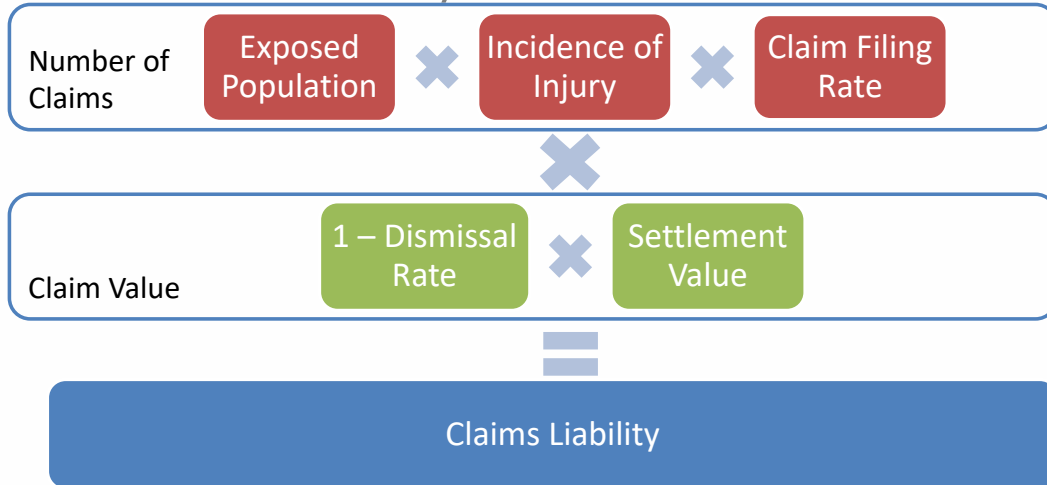 Number of
Claims
Exposed
Population
Incidence of
Injury
Claim Filing
Rate
Claim Value
1 – Dismissal
Rate
Settlement
Value
Claims Liability